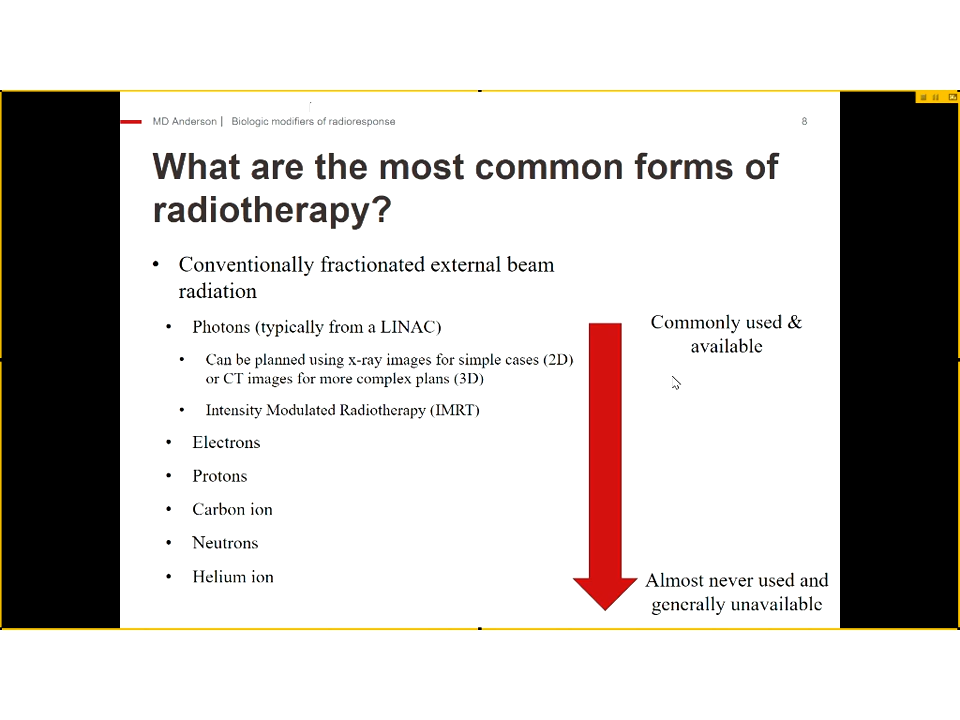 MD Anderson | Biologic modifiers of radioresponse
8
What are the most common forms of
radiotherapy?
• Conventionally fractionated external beam
radiation
• Photons (typically from a LINAC)
• Can be planned using x-ray images for simple cases (2D)
or CT images for more complex plans (3D)
• Intensity Modulated Radiotherapy (IMRT)
• Electrons
• Protons
• Carbon ion
• Neutrons
• Helium ion
Commonly used &
available
Almost never used and
generally unavailable